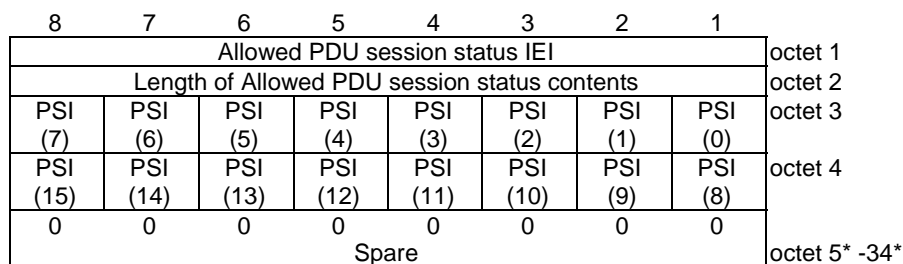 8 7 6 5 4 3 2 1
Allowed PDU session status IEI octet 1
Length of Allowed PDU session status contents octet 2
PSI PSI PSI PSI PSI PSI PSI PSI octet 3
(7) (6) (5) (4) (3) (2) (1) (0)
PSI PSI PSI PSI PSI PSI PSI PSI octet 4
(15) (14) (13) (12) (11) (10) (9) (8)
0 0 0 0 0 0 0 0
Spare octet 5* -34*